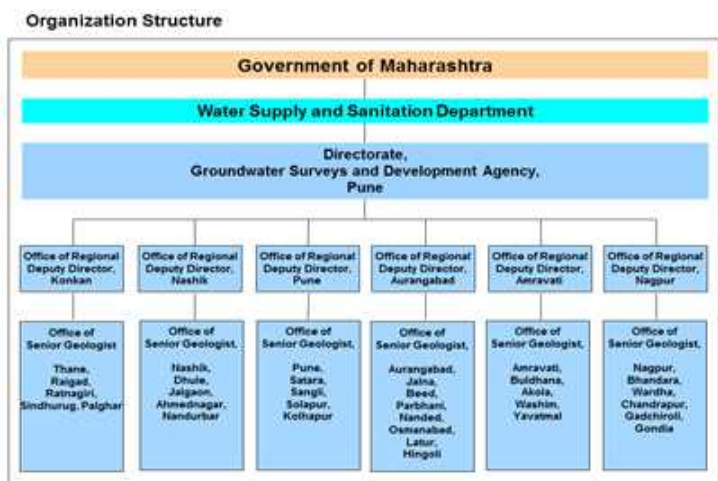 Organization Structure
Government of Maharashtra
Water Supply and Sanitation Department
Directorate,
Groundwater Surveys and Development Agency,
Pune
Office of Regional
Deputy Director,
Konkan
Office of Regional
Deputy Director,
Nashik
Office of Regional
Deputy Director,
Pune
Office of Regional
Deputy Director,
Aurangabad
Office of Regional
Deputy Director,
Amravati
Office of Regional
Deputy Director,
Nagpur
Office of
Senior Geologist
Thane,
Raigad,
Ratnagiri,
Sindhurug, Palghar
Office of
Senior Geologist,
Nashik,
Dhule,
Jalgaon,
Ahmednagar,
Nandurbar
Office of
Senior Geologist,
Pune,
Satara,
Sangli,
Solapur,
Kolhapur
Office of
Senior Geologist,
Aurangabad,
Jalna,
Beed,
Parbhani,
Nanded,
Osmanabad,
Latur,
Hingoli
Office of
Senior Geologist,
Amravati,
Buldhana,
Akola,
Washim,
Yavatmal
Office of
Senior Geologist,
Nagpur,
Bhandara,
Wardha,
Chandrapur,
Gadchiroli,
Gondia